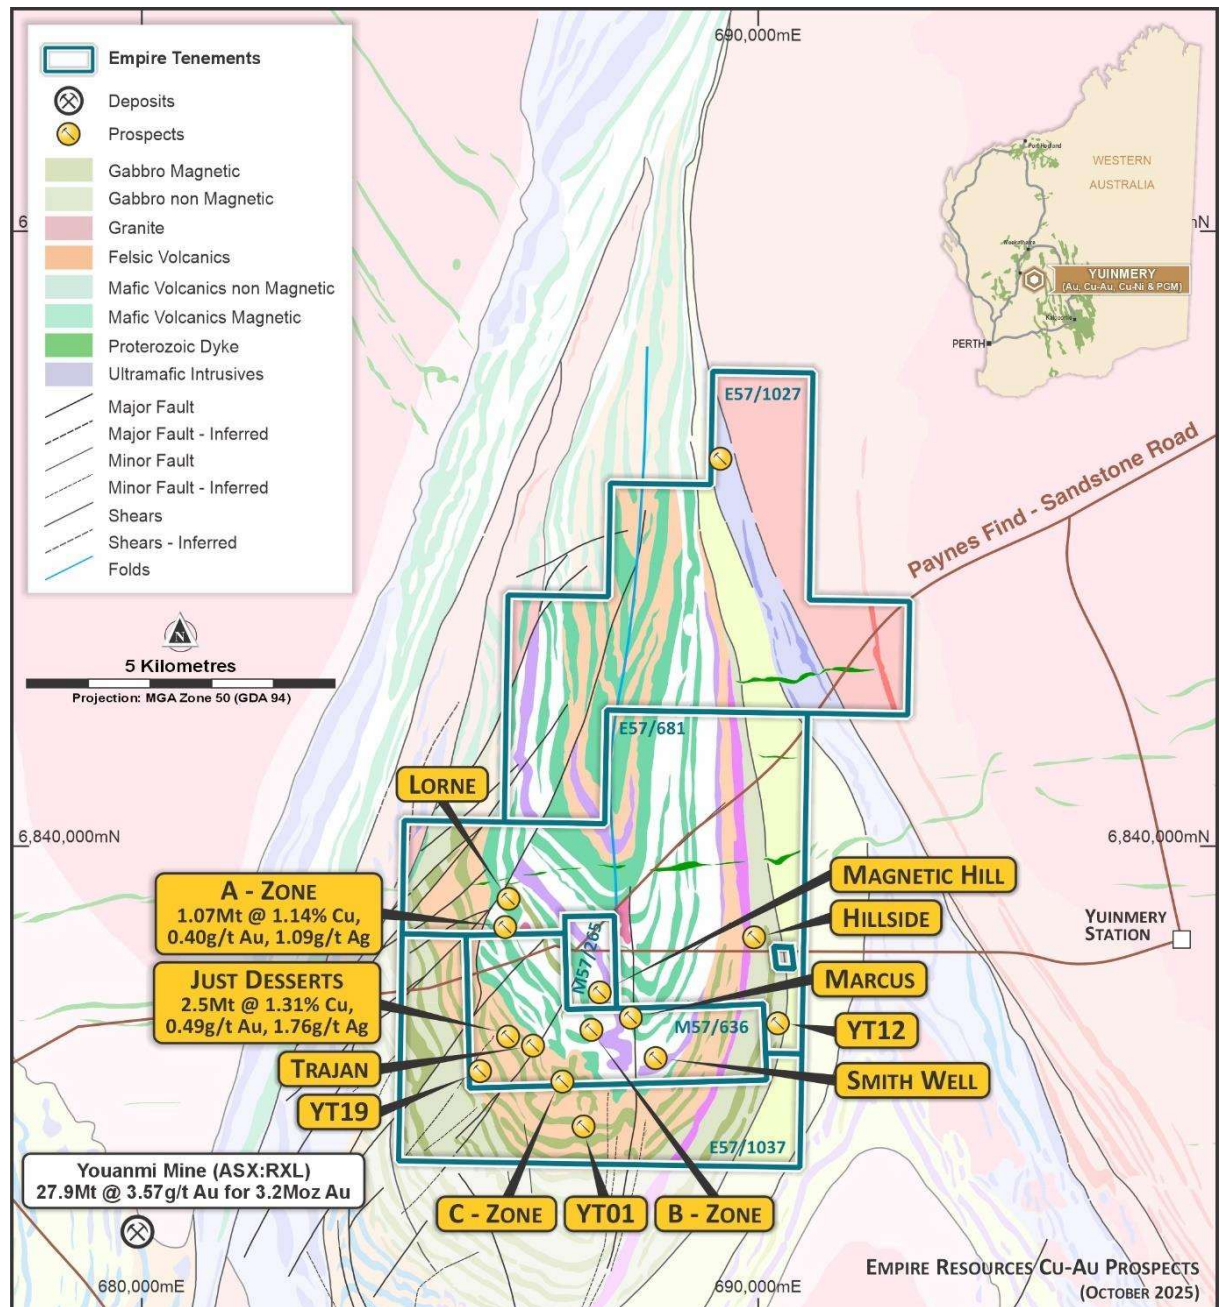 690,000mE
Empire Tenements
Deposits
Prospects
Gabbro Magnetic
Gabbro non Magnetic
Granite
Felsic Volcanics
Mafic Volcanics non Magnetic
Mafic Volcanics Magnetic
Proterozoic Dyke
Ultramafic Intrusives
Major Fault
Major Fault - Inferred
Minor Fault
Minor Fault - Inferred
Shears
Shears - Inferred
Folds
N
5 Kilometres
Projection: MGA Zone 50 (GDA 94)
WESTERN
AUSTRALIA
YUINMERY
(Au, Cu-Au, Cu-Ni & PGM)
PERTH
6
mN
E57/1027
Paynes Find - Sandstone Road
E57/681
LORNE
6,840,000mN
6,840,000mN
A - ZONE
1.07Mt @ 1.14% Cu,
0.40g/t Au, 1.09g/t Ag
MAGNETIC HILL
HILLSIDE
YUINMERY
STATION
M57/265
JUST DESSERTS
2.5Mt @ 1.31% Cu,
0.49g/t Au, 1.76g/t Ag
MARCUS
M57/636
YT12
TRAJAN
SMITH WELL
YT19
E57/1037
Youanmi Mine (ASX:RXL)
27.9Mt @ 3.57g/t Au for 3.2Moz Au
C - ZONE
YT01
B - ZONE
680,000mE
690,000mE
EMPIRE RESOURCES CU-AU PROSPECTS
(OCTOBER 2025)